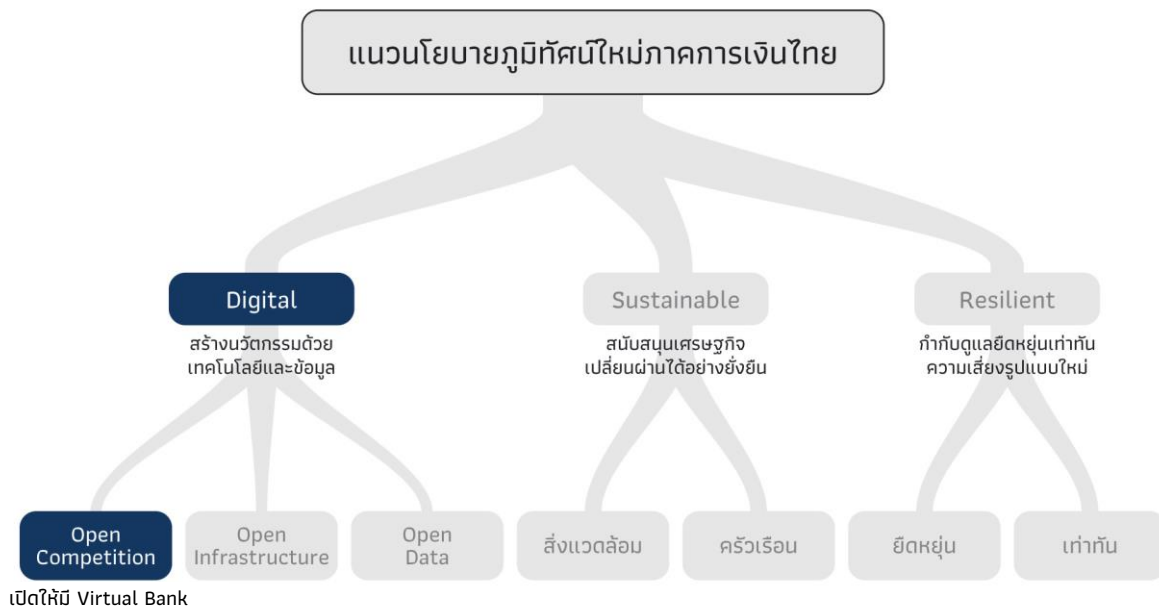 แนวนโยบายภูมิทัศน์ใหม่ภาคการเงินไทย
Digital
สร้างนวัตกรรมด้วย
เทคโนโลยีและข้อมูล
Sustainable
สนับสนุนเศรษฐกิจ
เปลี่ยนผ่านได้อย่างยั่งยืน
Resilient
กำกับดูแลยืดหยุ่นเท่าทัน
ความเสี่ยงรูปแบบใหม่
Open
Competition
เปิดให้มี Virtual Bank
Open
Infrastructure
Open
Data
สิ่งแวดล้อม
ครัวเรือน
ยืดหยุ่น
เท่าทัน